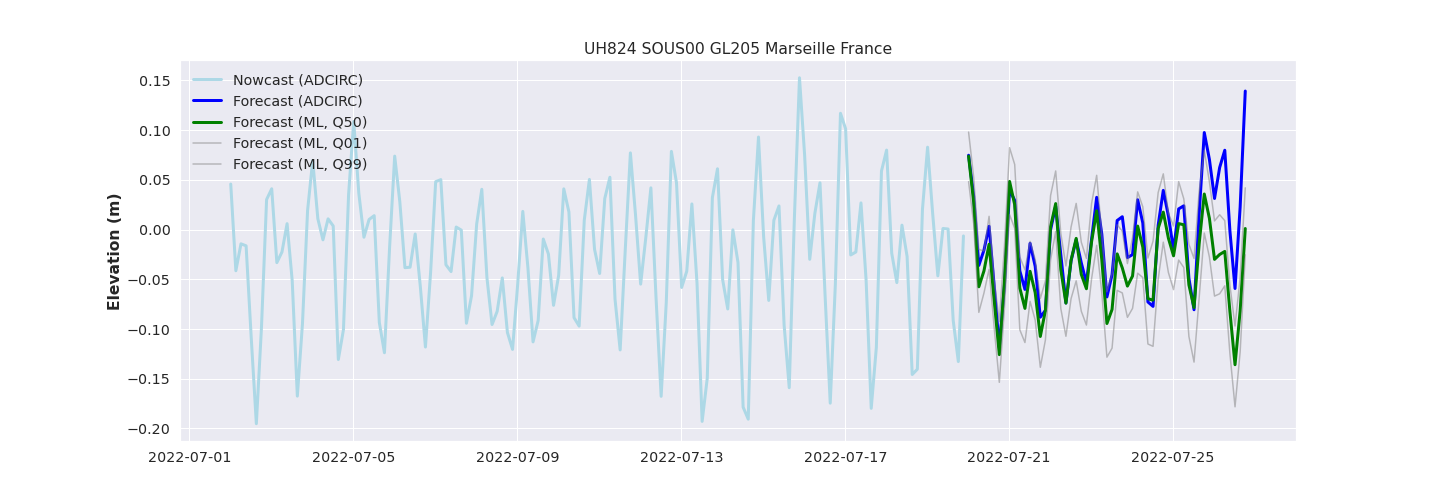 UH824 SOUS00 GL205 Marseille France
Nowcast (ADCIRC)
Forecast (ADCIRC)
Forecast (ML, Q50)
Forecast (ML, Q01)
Forecast (ML, Q99)
Elevation (m)
0.15
0.10
0.05
0.00
−0.05
−0.10
−0.15
−0.20
2022-07-01 2022-07-05 2022-07-09 2022-07-13 2022-07-17 2022-07-21 2022-07-25